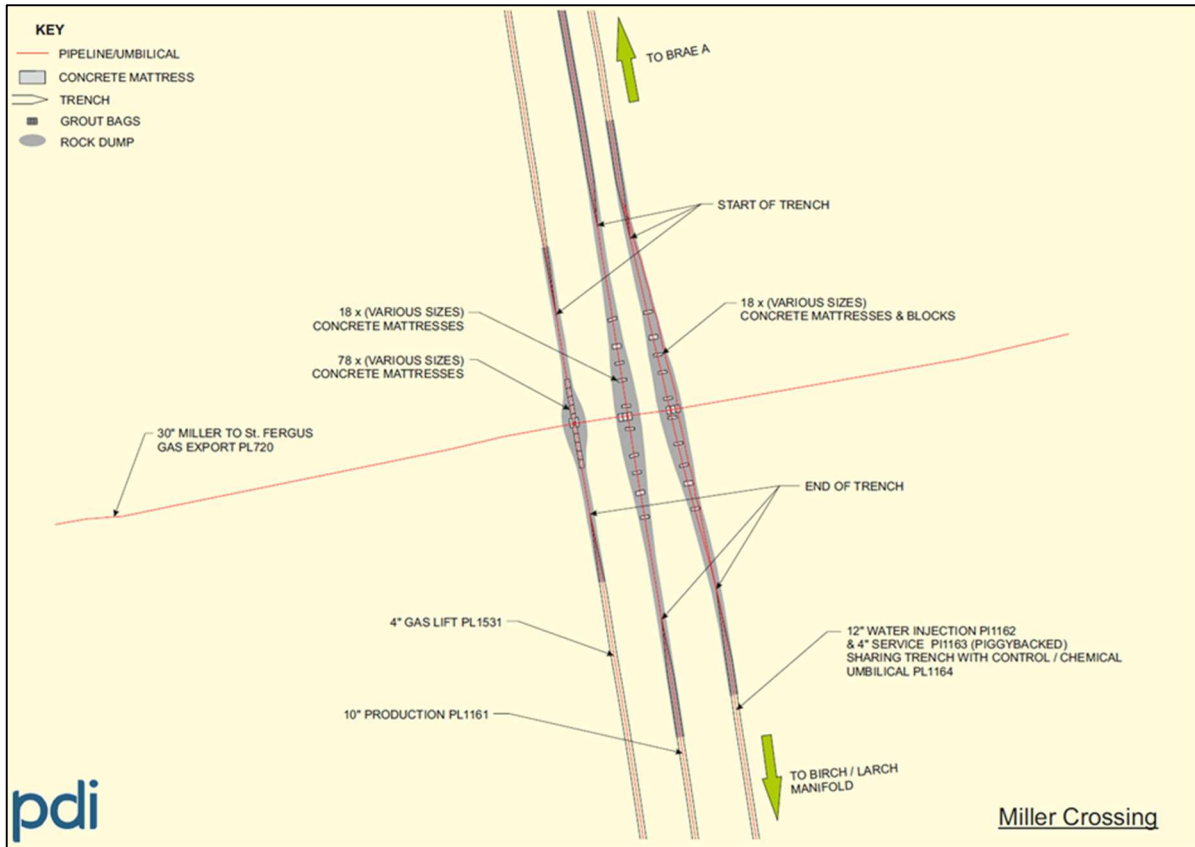 KEY
PIPELINE/UMBILICAL
CONCRETE MATTRESS
TRENCH
GROUT BAGS
ROCK DUMP
TO BRAE A
START OF TRENCH
18 x (VARIOUS SIZES)
CONCRETE MATTRESSES
18 x (VARIOUS SIZES)
CONCRETE MATTRESSES & BLOCKS
78 x (VARIOUS SIZES)
CONCRETE MATTRESSES
30" MILLER TO St. FERGUS
GAS EXPORT PL720
END OF TRENCH
4" GAS LIFT PL1531
12" WATER INJECTION PI1162
& 4" SERVICE PI1163 (PIGGYBACKED)
SHARING TRENCH WITH CONTROL / CHEMICAL
UMBILICAL PL1164
10" PRODUCTION PL1161
TO BIRCH / LARCH
MANIFOLD
pdi
Miller Crossing